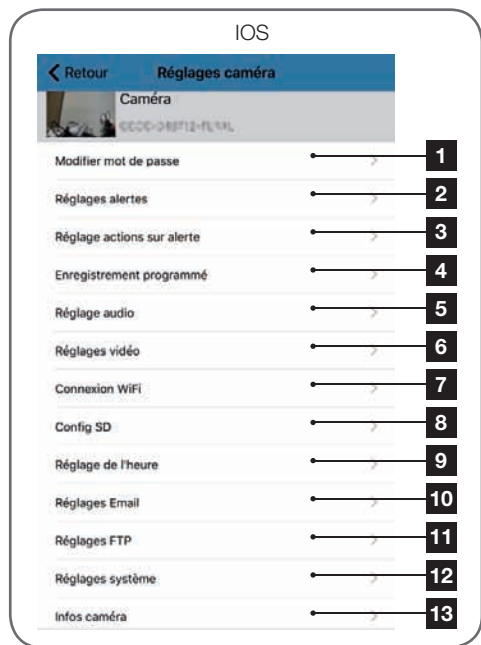 IOS
Retour Réglages caméra
Caméra
Modifier mot de passe 1
Réglages alertes 2
Réglage actions sur alerte 3
Enregistrement programmé 4
Réglage audio 5
Réglages vidéo 6
Connexion WiFi 7
Config SD 8
Réglage de l'heure 9
Réglages Email 10
Réglages FTP 11
Réglages système 12
Infos caméra 13